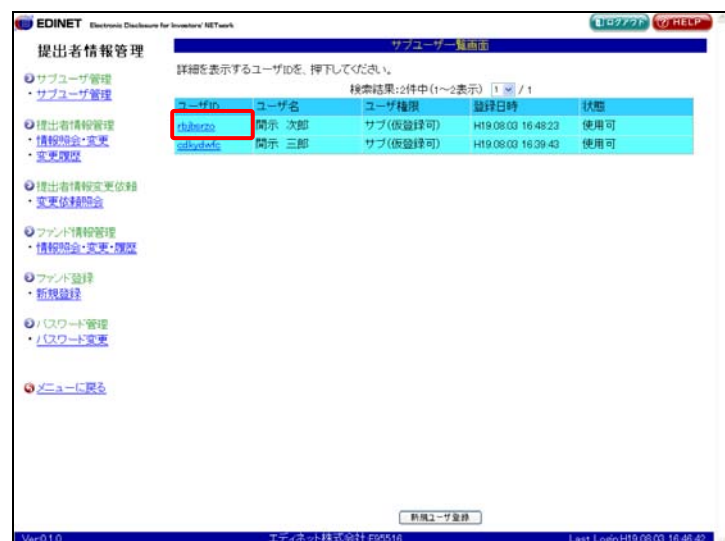 EDINET Electronic Disclosure for Investors' NETwork
ログアウト HELP
提出者情報管理
サブユーザ管理
・サブユーザ管理
提出者情報管理
・情報照会・変更
・変更履歴
提出者情報変更依頼
・変更依頼照会
ファンド情報管理
・情報照会・変更・履歴
ファンド登録
・新規登録
パスワード管理
・パスワード変更
メニューに戻る
サブユーザ一覧画面
詳細を表示するユーザIDを、押下してください。
検索結果:2件中(1~2表示) 1 / 1
ユーザID ユーザ名 ユーザ権限 登録日時 状態
開示 次郎 サブ(仮登録可) H19.08.03 16:48:23 使用可
cdkydwfc 開示 三郎 サブ(仮登録可) H19.08.03 16:39:43 使用可
新規ユーザ登録
Ver.0.1.0 エディネット株式会社:E95516 Last Login:H19.08.03 16:46:42